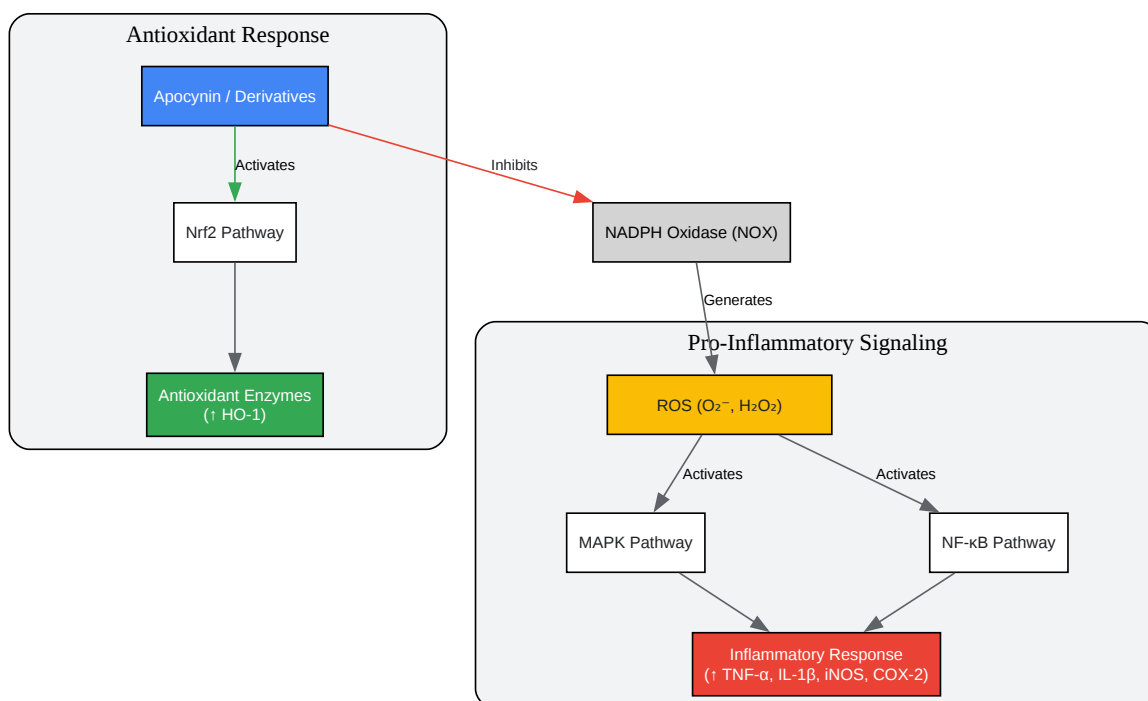 Antioxidant Response
Apocynin / Derivatives
Activates
Inhibits
Nrf2 Pathway
NADPH Oxidase (NOX)
Generates
Pro-Inflammatory Signaling
Antioxidant Enzymes
(↑ HO-1)
ROS (O₂⁻, H₂O₂)
Activates
Activates
MAPK Pathway
NF-κB Pathway
Inflammatory Response
(↑ TNF-α, IL-1β, iNOS, COX-2)